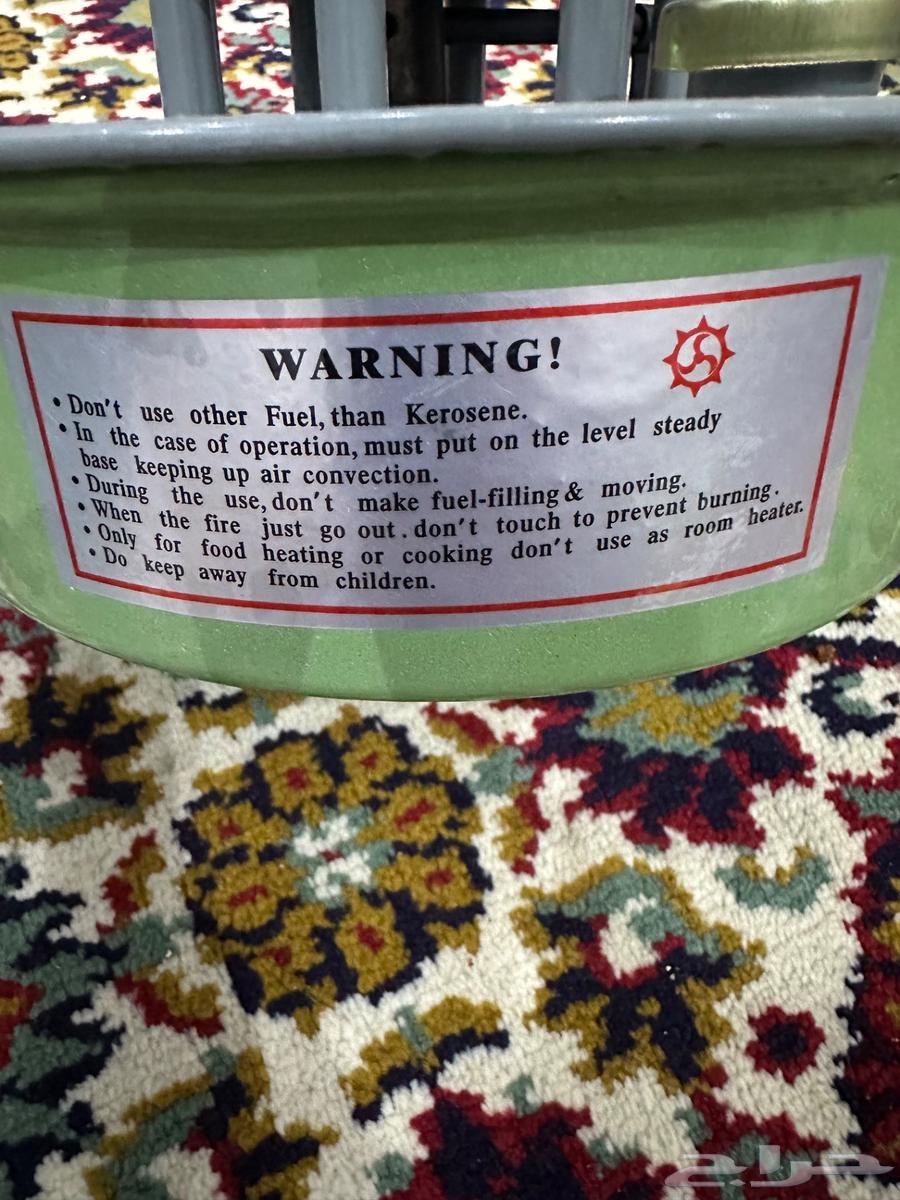 WARNING!
• Don't use other Fuel, than Kerosene.
• In the case of operation, must put on the level steady
base keeping up air convection.
• During the use, don't make fuel-filling & moving.
• When the fire just go out. don't touch to prevent burning.
• Only for food heating or cooking don't use as room heater.
• Do keep away from children.
حراج